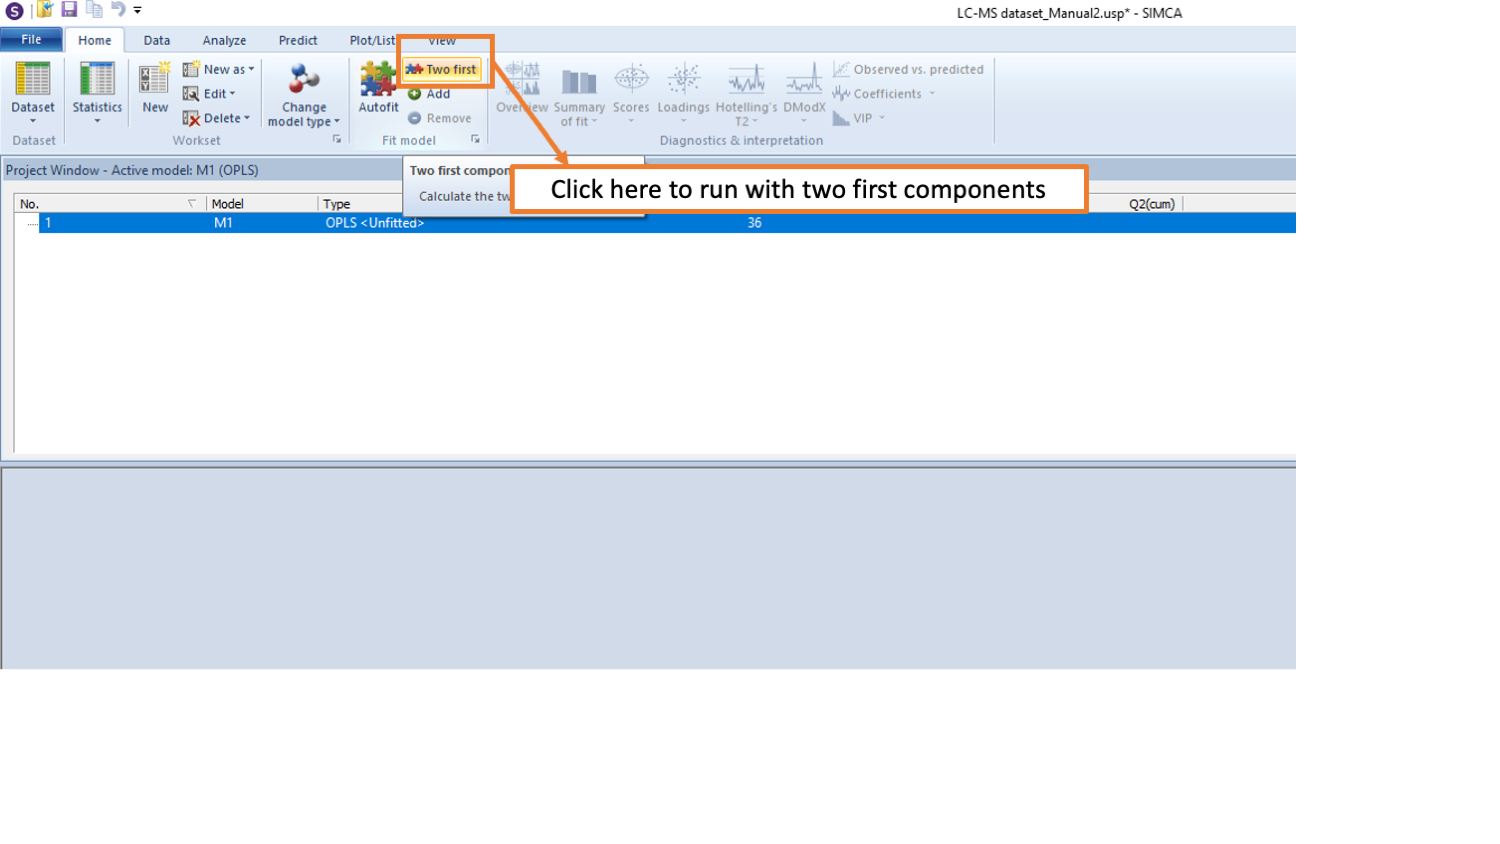 S
LC-MS dataset_Manual2.usp* - SIMCA
File Home Data Analyze Predict Plot/List View
Dataset
Statistics
New
New as
Edit
Delete
Change
model type
Autofit
Two first
Add
Remove
Overview
Summary
of fit
Scores
Loadings
Hotelling's
T2
DModX
Observed vs. predicted
Coefficients
VIP
Dataset
Workset
Fit model
Diagnostics & interpretation
Project Window - Active model: M1 (OPLS)
Two first compon
Calculate the tw
Click here to run with two first components
No. Model Type Q2(cum)
1 M1 OPLS <Unfitted> 36